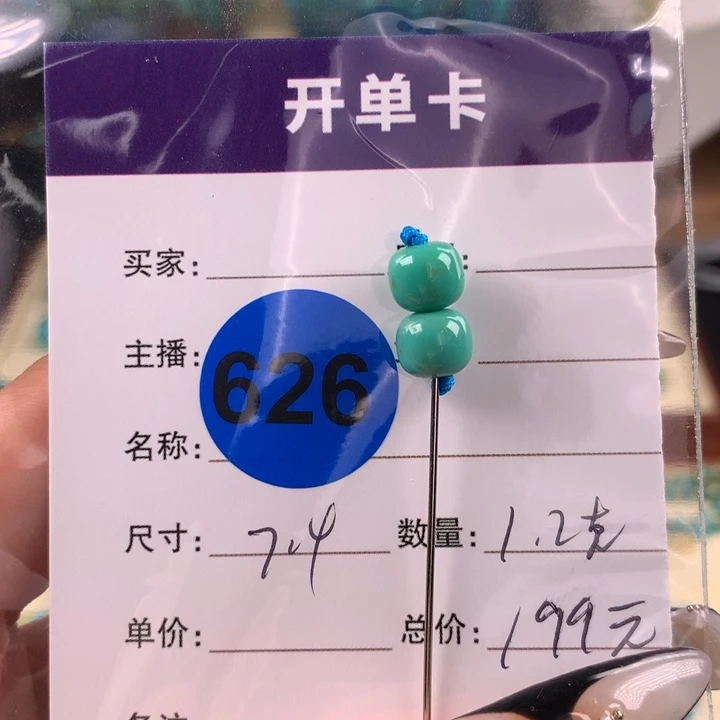 开单卡
买家:
主播:
626
名称:
尺寸: 7.4 数量: 1.2克
单价: 总价: 199元